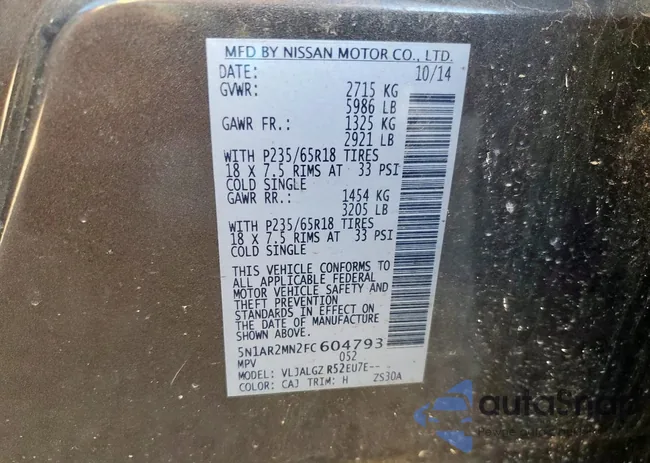 MFD BY NISSAN MOTOR CO., LTD.
DATE: 10/14
GVWR: 2715 KG
5986 LB
GAWR FR.: 1325 KG
2921 LB
WITH P235/65R18 TIRES
18 X 7.5 RIMS AT 33 PSI
COLD SINGLE
GAWR RR.: 1454 KG
3205 LB
WITH P235/65R18 TIRES
18 X 7.5 RIMS AT 33 PSI
COLD SINGLE
THIS VEHICLE CONFORMS TO
ALL APPLICABLE FEDERAL
MOTOR VEHICLE SAFETY AND
THEFT PREVENTION
STANDARDS IN EFFECT ON
THE DATE OF MANUFACTURE
SHOWN ABOVE.
5N1AR2MN2FC604793
MPV 052
MODEL: VLJALGZ R52EU7E--
COLOR: CAJ TRIM: H ZS30A
autoSnap